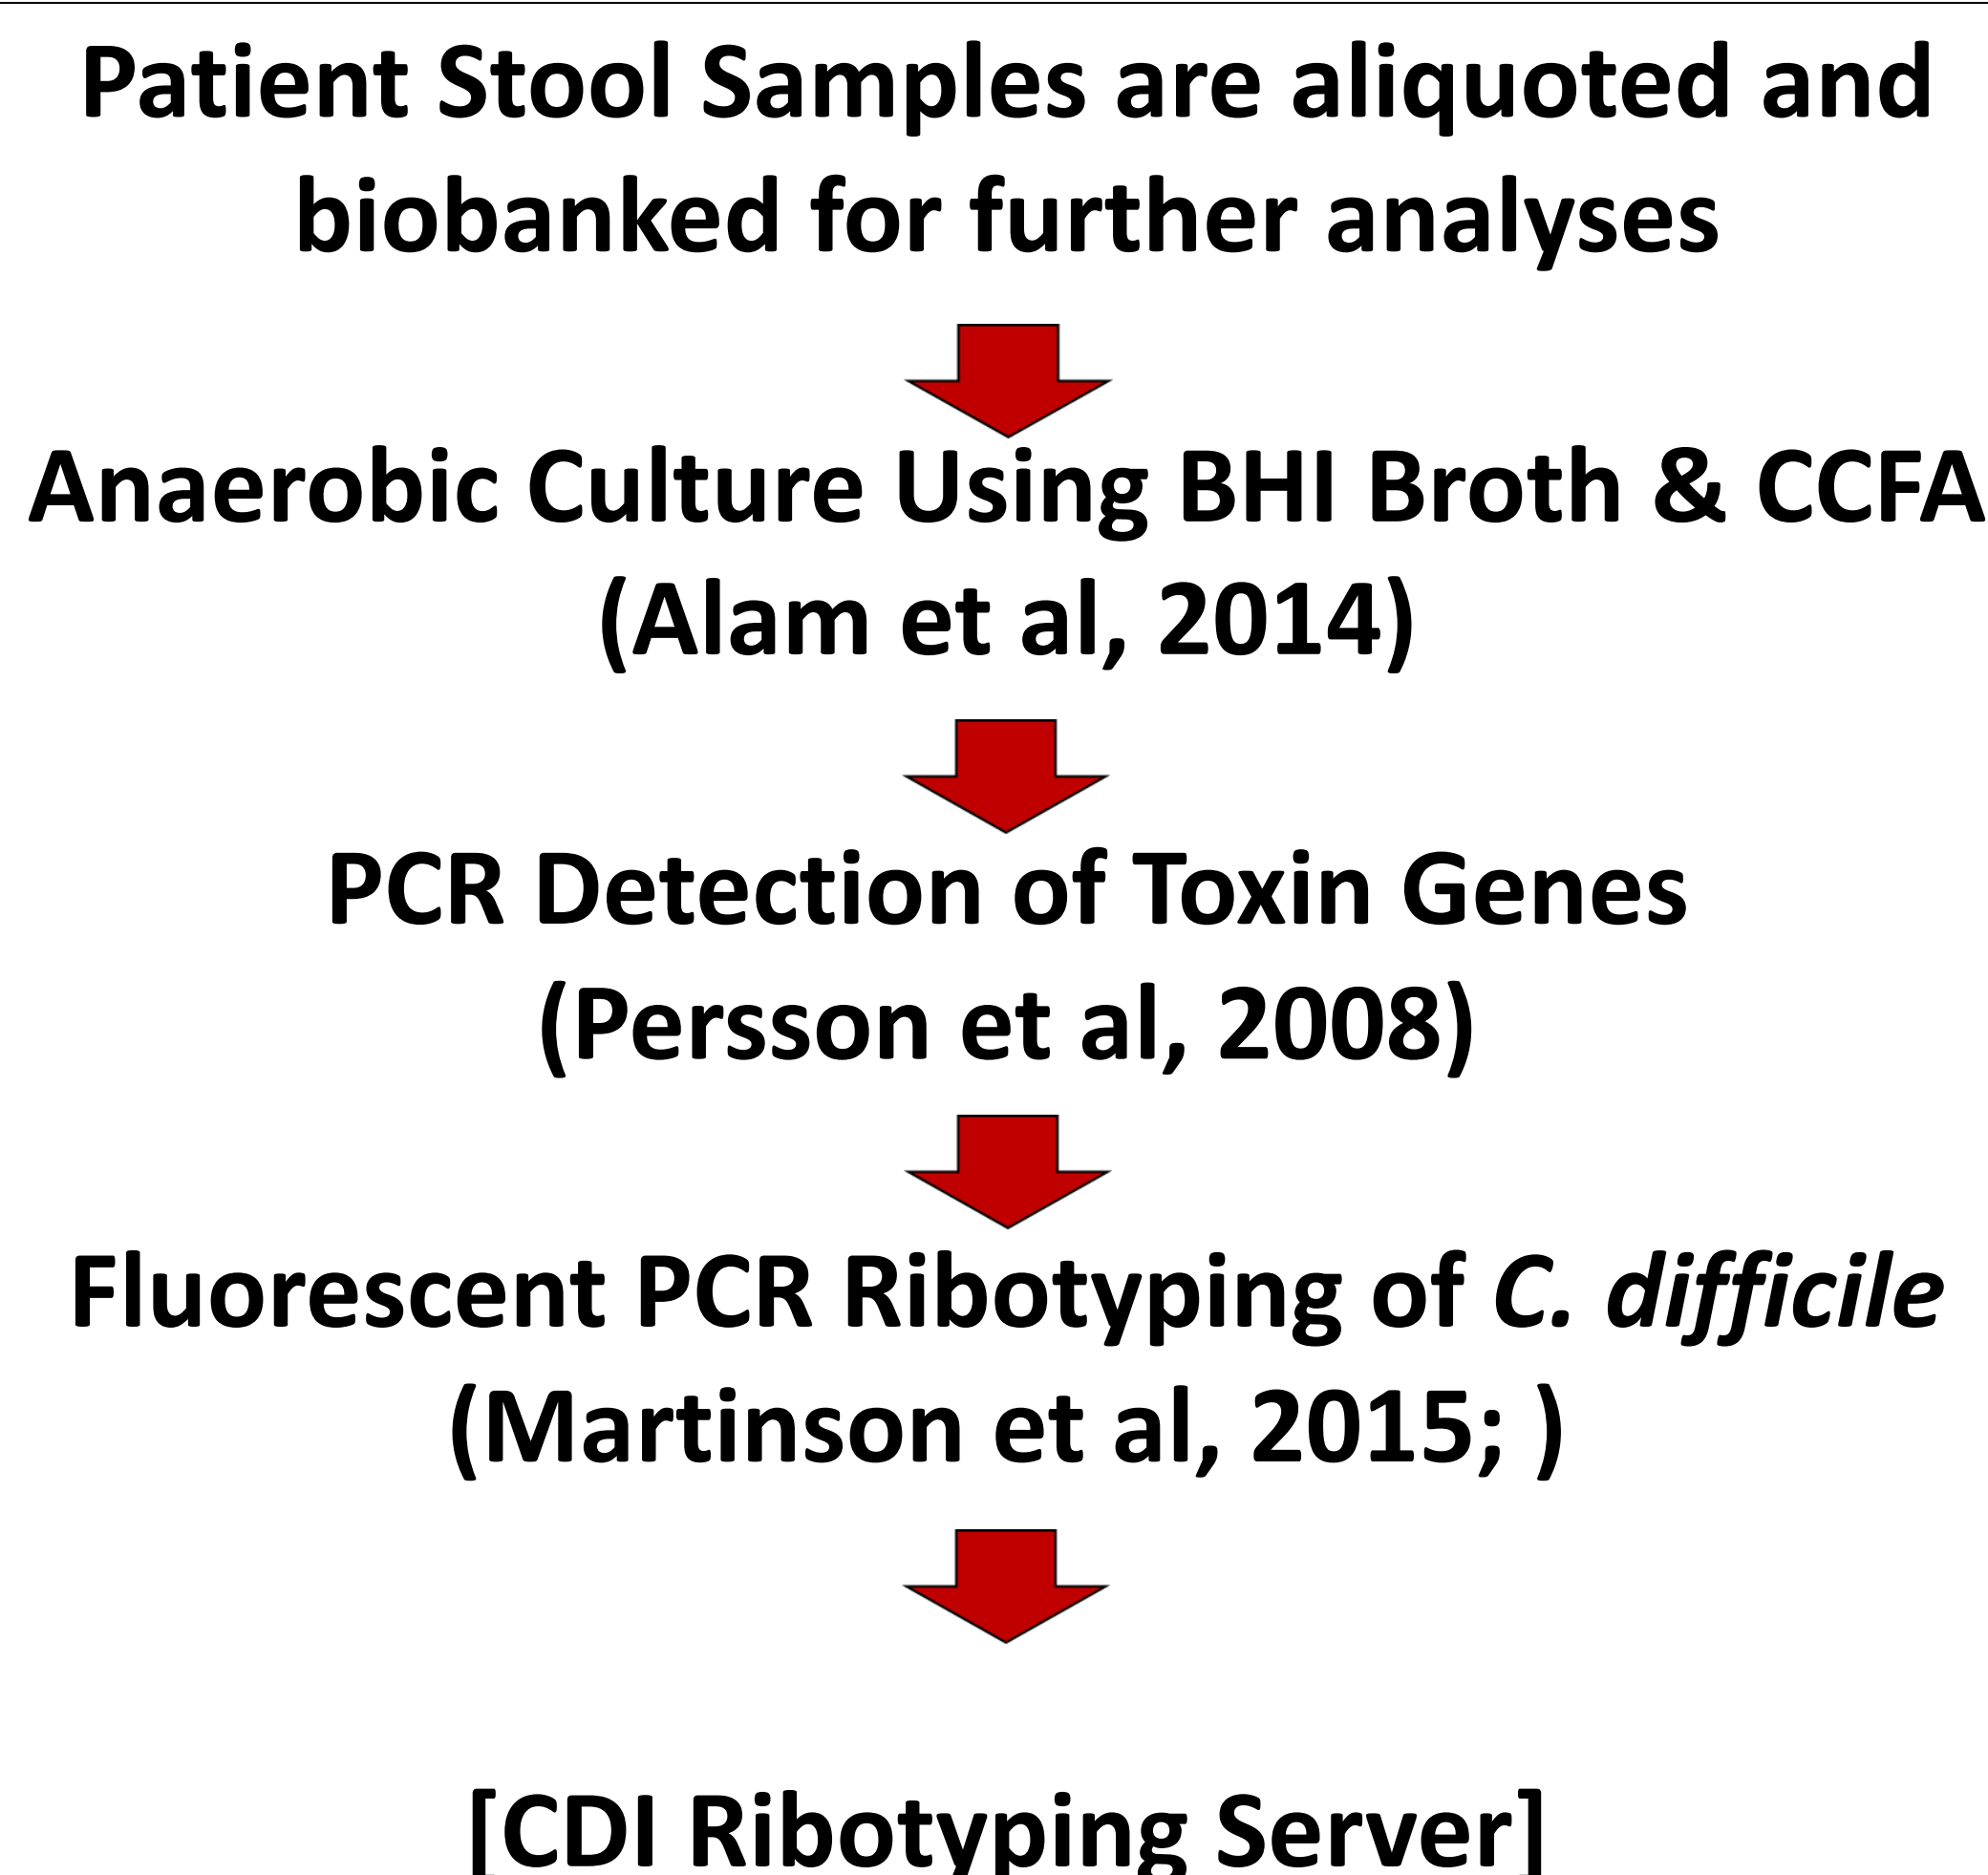 Patient Stool Samples are aliquoted and
biobanked for further analyses
Anaerobic Culture Using BHI Broth & CCFA
(Alam et al, 2014)
PCR Detection of Toxin Genes
(Persson et al, 2008)
Fluorescent PCR Ribotyping of C. difficile
(Martinson et al, 2015; )
[CDI Ribotyping Server]